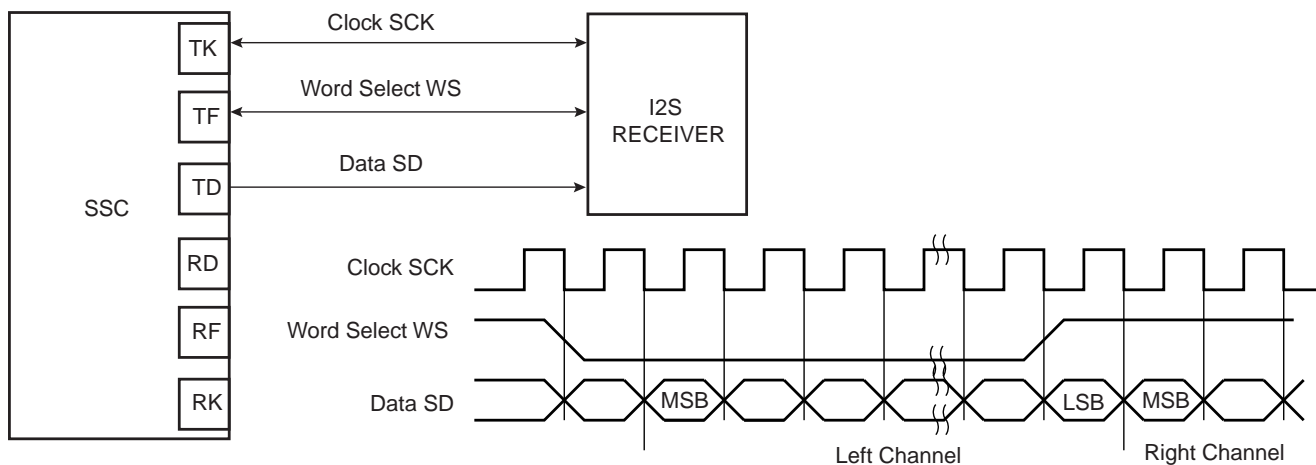 SSC
TK
TF
TD
RD
RF
RK
Clock SCK
Word Select WS
Data SD
I2S
RECEIVER
Clock SCK
Word Select WS
Data SD
MSB
LSB
MSB
Left Channel
Right Channel